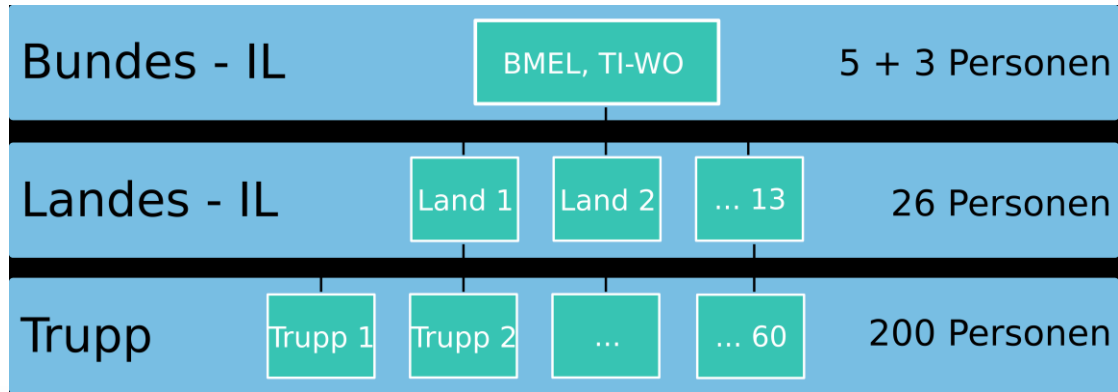 Bundes - IL
BMEL, TI-WO
5 + 3 Personen
Landes - IL
Land 1
Land 2
... 13
26 Personen
Trupp
Trupp 1
Trupp 2
...
... 60
200 Personen